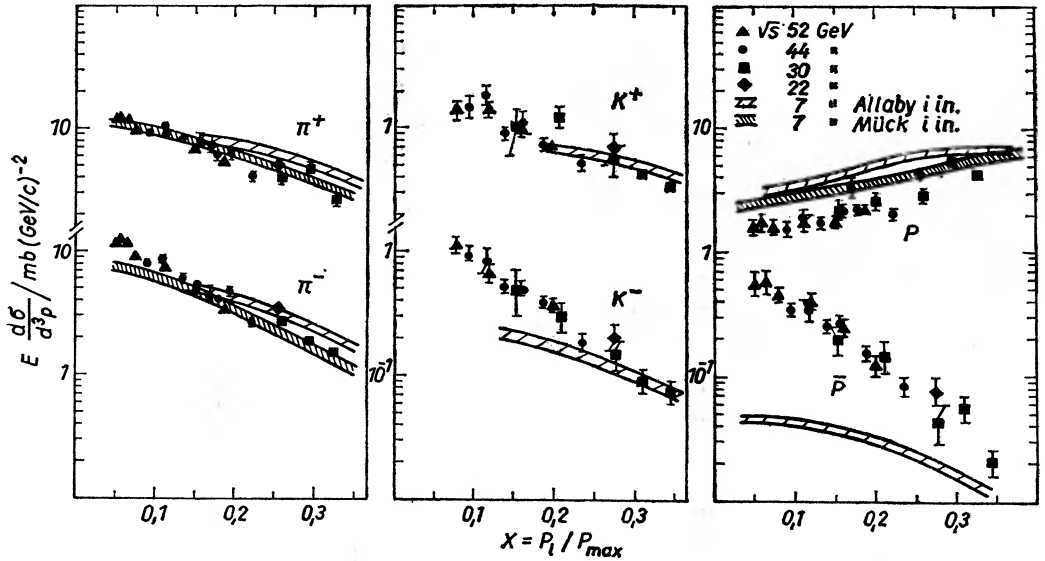 E dσ/d³p / mb (GeV/c)⁻²
10
10
1
π⁺
π⁻
0,1
0,2
0,3
1
1
10⁻¹
K⁺
K⁻
0,1
0,2
0,3
X = P_l / P_max
▲ √s 52 GeV
● 44 "
■ 30 "
◆ 22 "
7 " Allaby i in.
7 " Mück i in.
10
1
10⁻¹
P
P̄
0,1
0,2
0,3